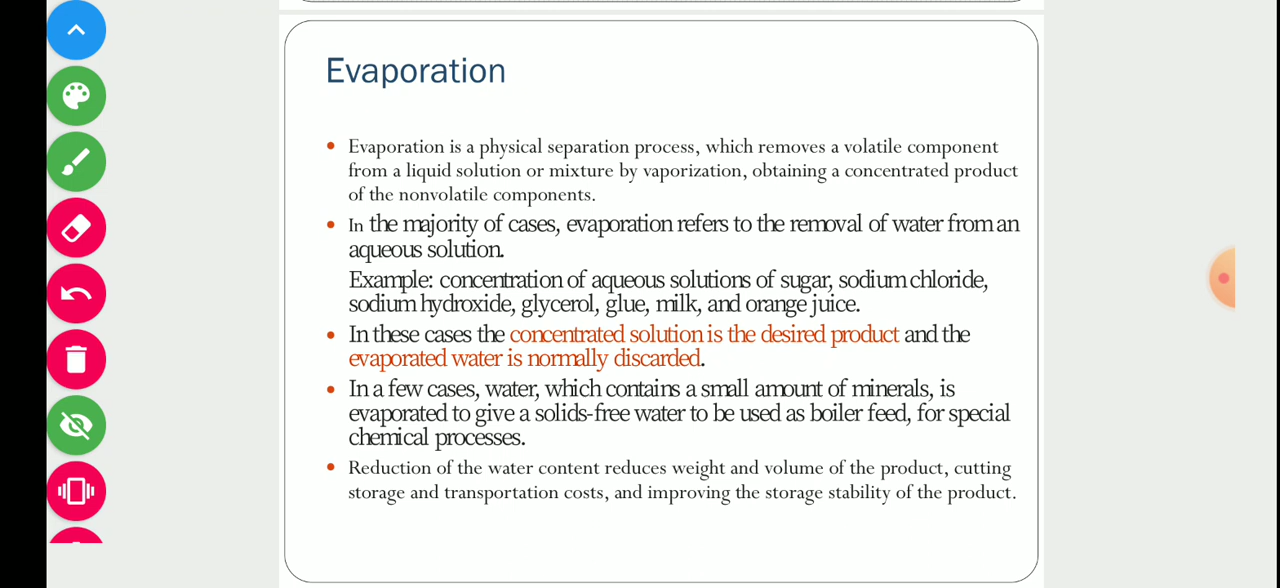 Evaporation
• Evaporation is a physical separation process, which removes a volatile component
from a liquid solution or mixture by vaporization, obtaining a concentrated product
of the nonvolatile components.
• In the majority of cases, evaporation refers to the removal of water from an
aqueous solution.
Example: concentration of aqueous solutions of sugar, sodium chloride,
sodium hydroxide, glycerol, glue, milk, and orange juice.
• In these cases the concentrated solution is the desired product and the
evaporated water is normally discarded.
• In a few cases, water, which contains a small amount of minerals, is
evaporated to give a solids-free water to be used as boiler feed, for special
chemical processes.
• Reduction of the water content reduces weight and volume of the product, cutting
storage and transportation costs, and improving the storage stability of the product.